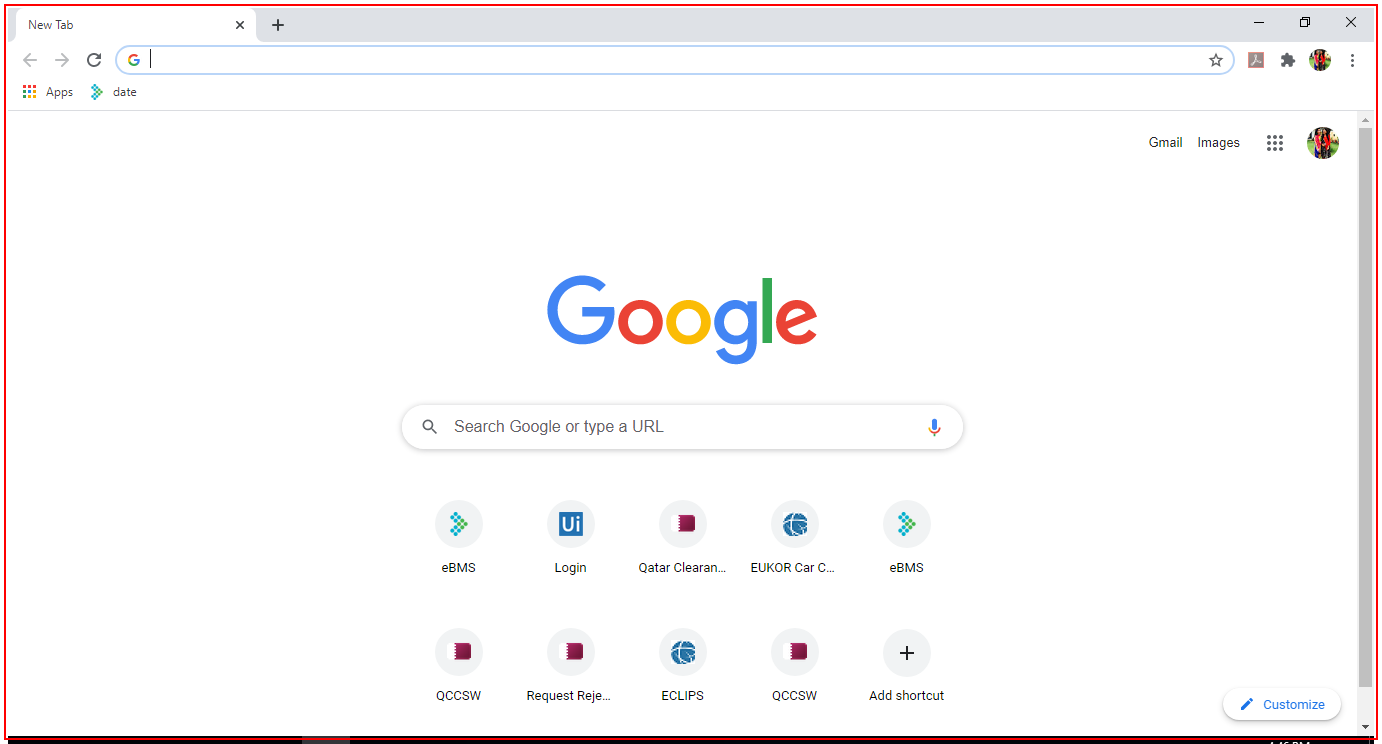 New Tab
Apps date
Gmail Images
Google
Search Google or type a URL
Ui
eBMS Login Qatar Clearan... EUKOR Car C... eBMS
QCCSW Request Reje... ECLIPS QCCSW Add shortcut
Customize